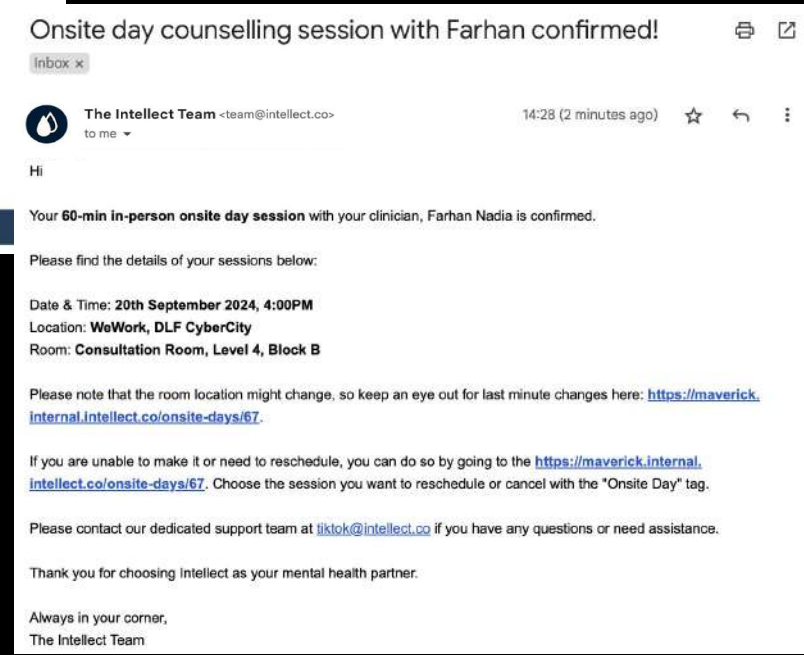 Onsite day counselling session with Farhan confirmed!
Inbox ×
The Intellect Team <team@intellect.co>
14:28 (2 minutes ago)
to me
Hi
Your 60-min in-person onsite day session with your clinician, Farhan Nadia is confirmed.
Please find the details of your sessions below:
Date & Time: 20th September 2024, 4:00PM
Location: WeWork, DLF CyberCity
Room: Consultation Room, Level 4, Block B
Please note that the room location might change, so keep an eye out for last minute changes here: https://maverick.
internal.intellect.co/onsite-days/67.
If you are unable to make it or need to reschedule, you can do so by going to the https://maverick.internal.
intellect.co/onsite-days/67. Choose the session you want to reschedule or cancel with the "Onsite Day" tag.
Please contact our dedicated support team at tiktok@intellect.co if you have any questions or need assistance.
Thank you for choosing Intellect as your mental health partner.
Always in your corner,
The Intellect Team